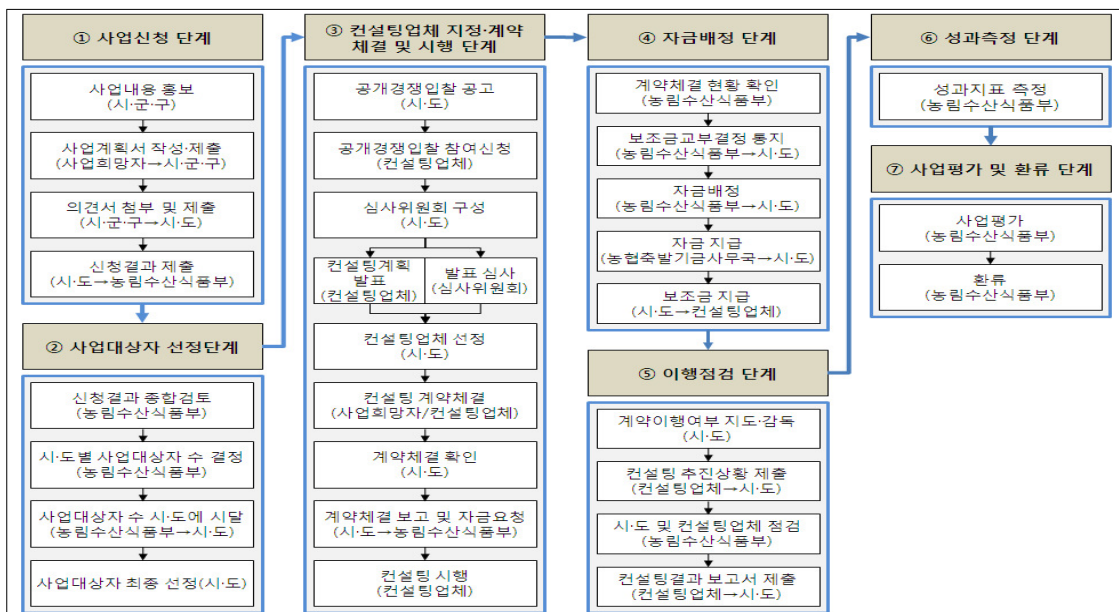 ① 사업신청 단계
사업내용 홍보
(시·군·구)
사업계획서 작성·제출
(사업희망자→시·군·구)
의견서 첨부 및 제출
(시·군·구→시·도)
신청결과 제출
(시·도→농림수산식품부)
② 사업대상자 선정단계
신청결과 종합검토
(농림수산식품부)
시·도별 사업대상자 수 결정
(농림수산식품부)
사업대상자 수 시·도에 시달
(농림수산식품부→시·도)
사업대상자 최종 선정(시·도)
③ 컨설팅업체 지정·계약
체결 및 시행 단계
공개경쟁입찰 공고
(시·도)
공개경쟁입찰 참여신청
(컨설팅업체)
심사위원회 구성
(시·도)
컨설팅계획
발표
(컨설팅업체)
발표 심사
(심사위원회)
컨설팅업체 선정
(시·도)
컨설팅 계약체결
(사업희망자/컨설팅업체)
계약체결 확인
(시·도)
계약체결 보고 및 자금요청
(시·도→농림수산식품부)
컨설팅 시행
(컨설팅업체)
④ 자금배정 단계
계약체결 현황 확인
(농림수산식품부)
보조금교부결정 통지
(농림수산식품부→시·도)
자금배정
(농림수산식품부→시·도)
자금 지급
(농협축발기금사무국→시·도)
보조금 지급
(시·도→컨설팅업체)
⑤ 이행점검 단계
계약이행여부 지도·감독
(시·도)
컨설팅 추진상황 제출
(컨설팅업체→시·도)
시·도 및 컨설팅업체 점검
(농림수산식품부)
컨설팅결과 보고서 제출
(컨설팅업체→시·도)
⑥ 성과측정 단계
성과지표 측정
(농림수산식품부)
⑦ 사업평가 및 환류 단계
사업평가
(농림수산식품부)
환류
(농림수산식품부)